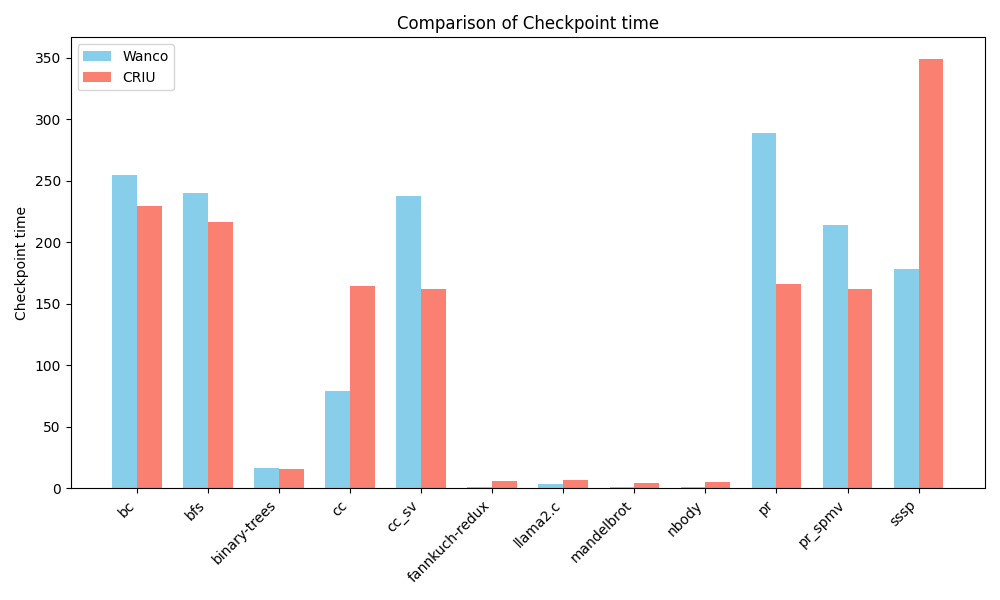 Comparison of Checkpoint time
Wanco
CRIU
Checkpoint time
350
300
250
200
150
100
50
0
bc
bfs
binary-trees
cc
cc_sv
fannkuch-redux
llama2.c
mandelbrot
nbody
pr
pr_spmv
sssp